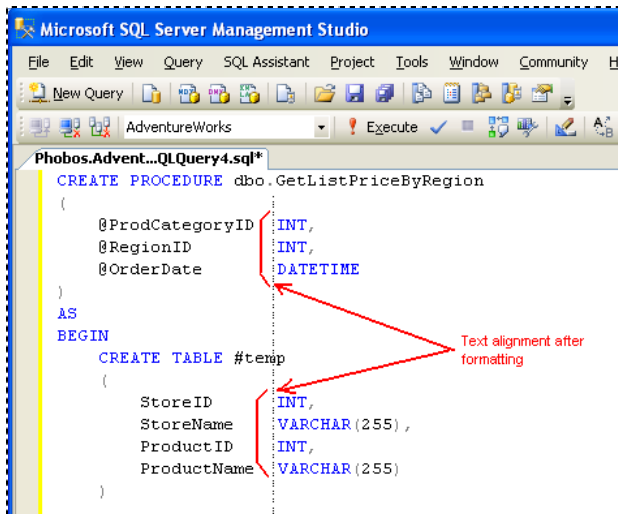 Microsoft SQL Server Management Studio
File Edit View Query SQL Assistant Project Tools Window Community H
New Query
AdventureWorks Execute
Phobos.Advent...QLQuery4.sql*
CREATE PROCEDURE dbo.GetListPriceByRegion
(
@ProdCategoryID INT,
@RegionID INT,
@OrderDate DATETIME
)
AS
BEGIN
Text alignment after
formatting
CREATE TABLE #temp
(
StoreID INT,
StoreName VARCHAR(255),
ProductID INT,
ProductName VARCHAR(255)
)